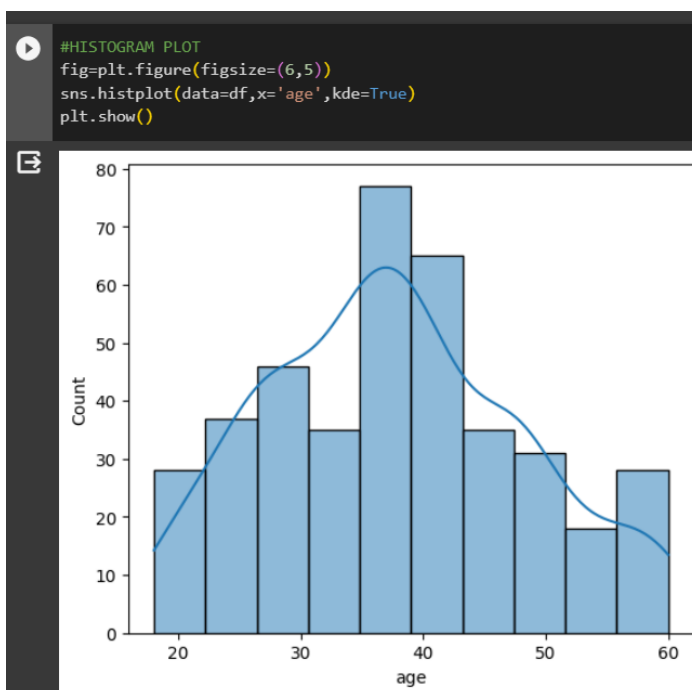 #HISTOGRAM PLOT
fig=plt.figure(figsize=(6,5))
sns.histplot(data=df,x='age',kde=True)
plt.show()
80
70
60
50
40
30
20
10
0
Count
20 30 40 50 60
age